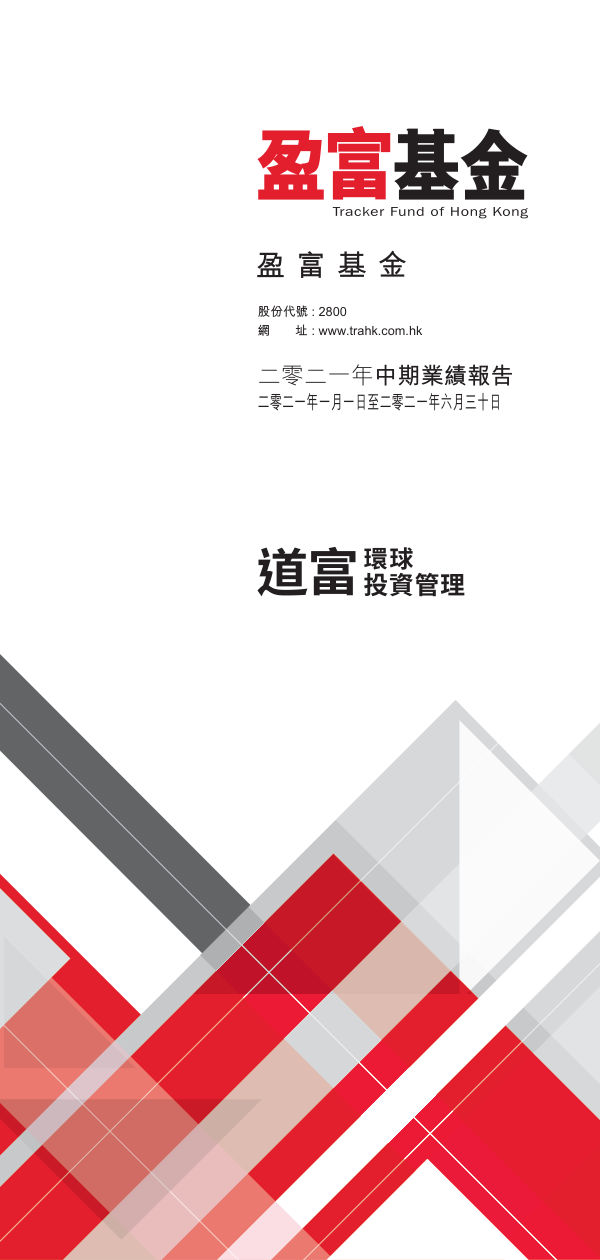 盈富基金
Tracker Fund of Hong Kong
盈富基金
股份代號 : 2800
網　　址 : www.trahk.com.hk
二零二一年中期業績報告
二零二一年一月一日至二零二一年六月三十日
道富 環球
投資管理